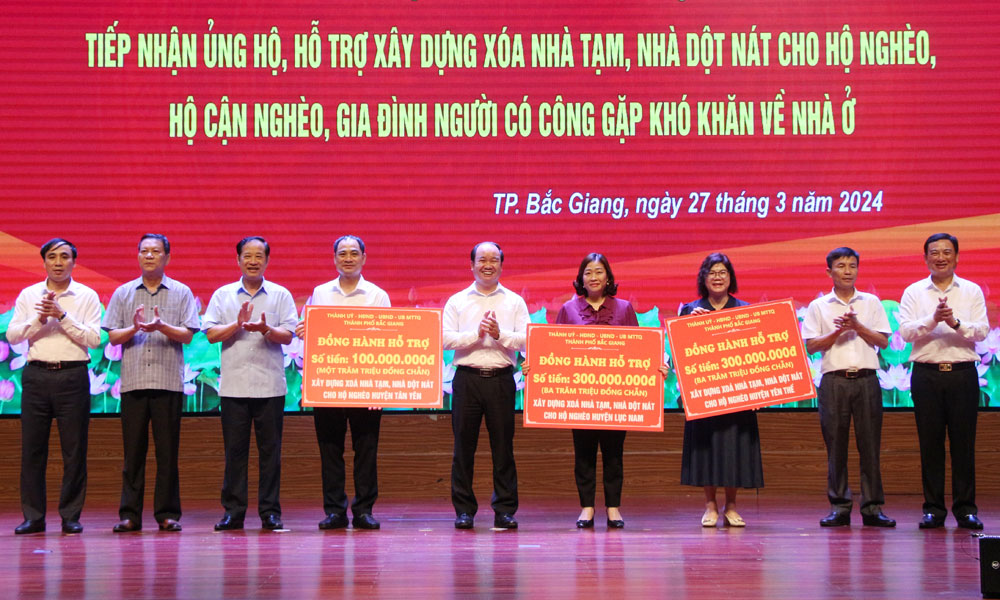 TIẾP NHẬN ỦNG HỘ, HỖ TRỢ XÂY DỰNG XÓA NHÀ TẠM, NHÀ DỘT NÁT CHO HỘ NGHÈO,
HỘ CẬN NGHÈO, GIA ĐÌNH NGƯỜI CÓ CÔNG GẶP KHÓ KHĂN VỀ NHÀ Ở
TP. Bắc Giang, ngày 27 tháng 3 năm 2024
THÀNH UỶ - HĐND - UBND - UB MTTQ
THÀNH PHỐ BẮC GIANG
ĐỒNG HÀNH HỖ TRỢ
Số tiền: 100.000.000đ
(MỘT TRĂM TRIỆU ĐỒNG CHẴN)
XÂY DỰNG XOÁ NHÀ TẠM, NHÀ DỘT NÁT
CHO HỘ NGHÈO HUYỆN TÂN YÊN
THÀNH UỶ - HĐND - UBND - UB MTTQ
THÀNH PHỐ BẮC GIANG
ĐỒNG HÀNH HỖ TRỢ
Số tiền: 300.000.000đ
(BA TRĂM TRIỆU ĐỒNG CHẴN)
XÂY DỰNG XOÁ NHÀ TẠM, NHÀ DỘT NÁT
CHO HỘ NGHÈO HUYỆN LỤC NAM
THÀNH UỶ - HĐND - UBND - UB MTTQ
THÀNH PHỐ BẮC GIANG
ĐỒNG HÀNH HỖ TRỢ
Số tiền: 300.000.000đ
(BA TRĂM TRIỆU ĐỒNG CHẴN)
XÂY DỰNG XOÁ NHÀ TẠM, NHÀ DỘT NÁT
CHO HỘ NGHÈO HUYỆN YÊN THẾ